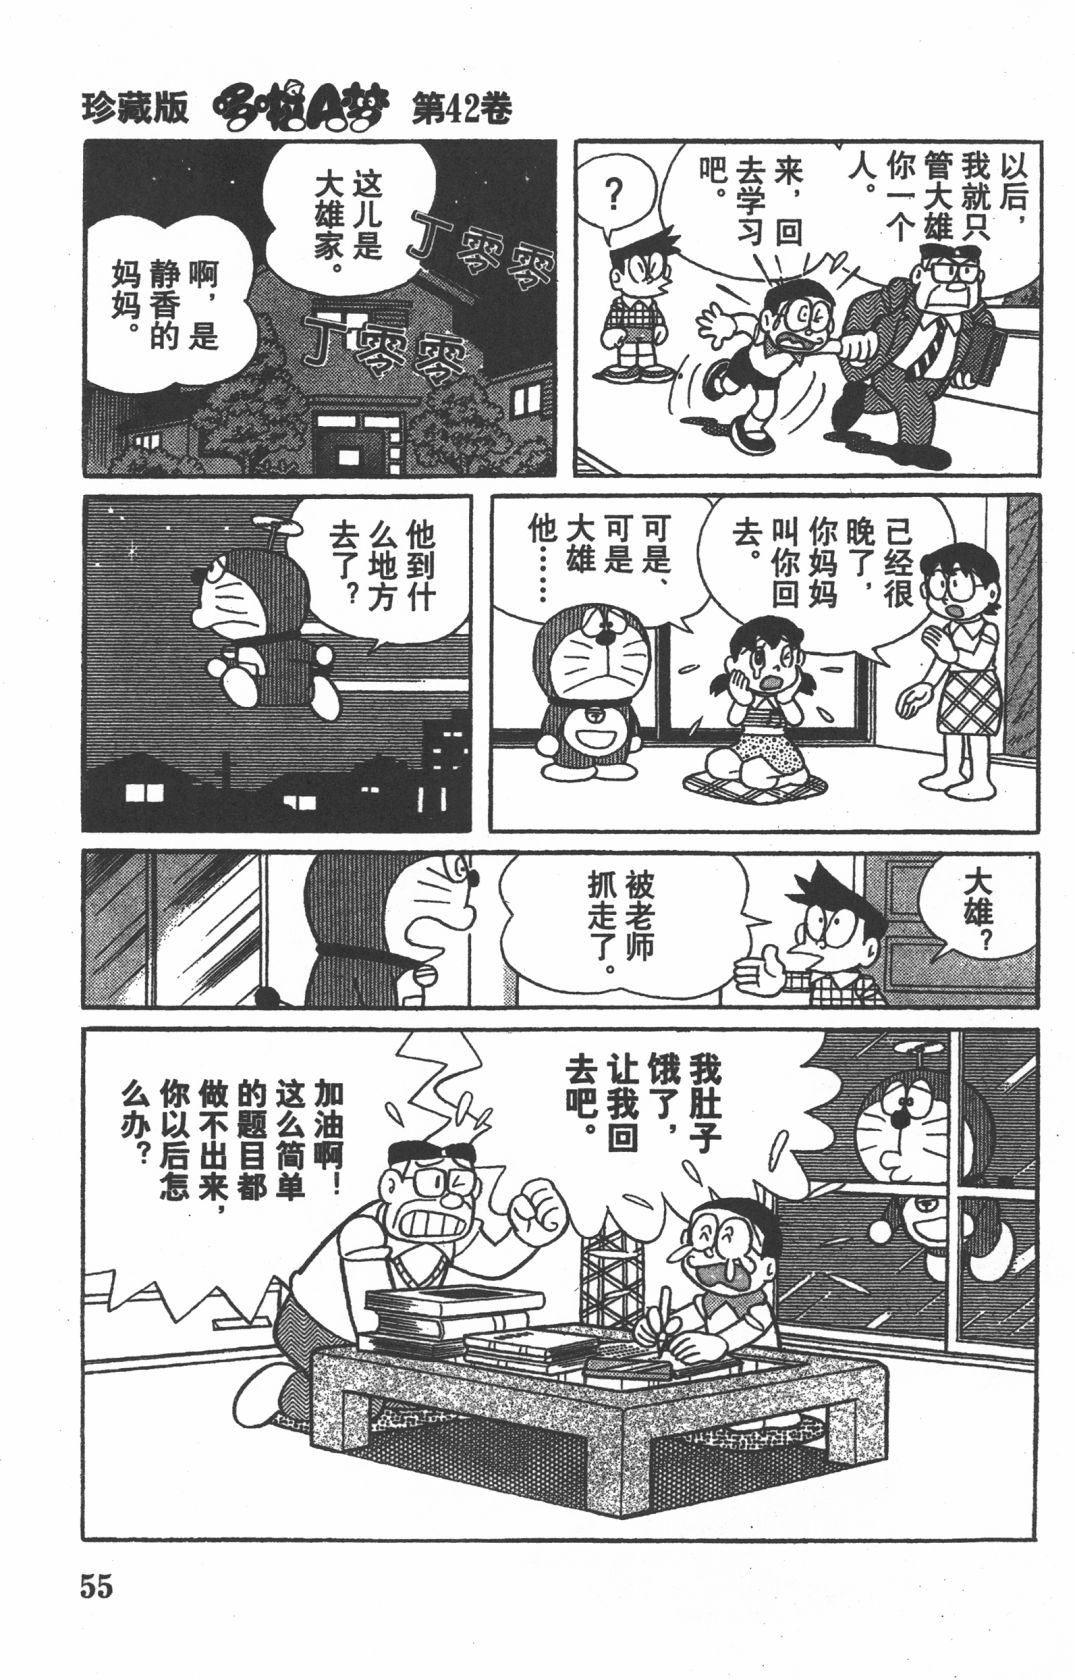 珍藏版 哆啦A梦 第42卷
以后，
我就只
管大雄
你一个
人。
来，回
去学习
吧。
？
丁零零
丁零零
这儿是
大雄家。
啊，是
静香的
妈妈。
已经很
晚了，
你妈妈
叫你回
去。
可是、
可是
大雄
他……
他到什
么地方
去了？
大雄？
被老师
抓走了。
我肚子
饿了，
让我回
去吧。
加油啊！
这么简单
的题目都
做不出来，
你以后怎
么办？
55